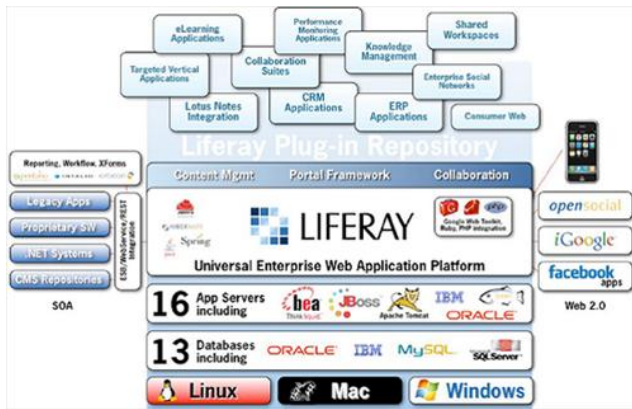 eLearning
Applications
Performance
Monitoring
Applications
Shared
Workspaces
Knowledge
Management
Collaboration
Suites
Targeted Vertical
Applications
Enterprise Social
Networks
Lotus Notes
Integration
CRM
Applications
ERP
Applications
Consumer Web
Liferay Plug-in Repository
Reporting, Workflow, XForms
Content Mgmt
Portal Framework
Collaboration
Legacy Apps
Proprietary SW
.NET Systems
CMS Repositories
SOA
ESB/WebService/REST
Integration
Spring
LIFERAY
php
Google Web Toolkit,
Ruby, PHP integration
Universal Enterprise Web Application Platform
opensocial
iGoogle
facebook
apps
Web 2.0
16 App Servers
including
bea
JBoss
Apache Tomcat
IBM
ORACLE
13 Databases
including
ORACLE
IBM
MySQL
SQL Server
Linux
Mac
Windows